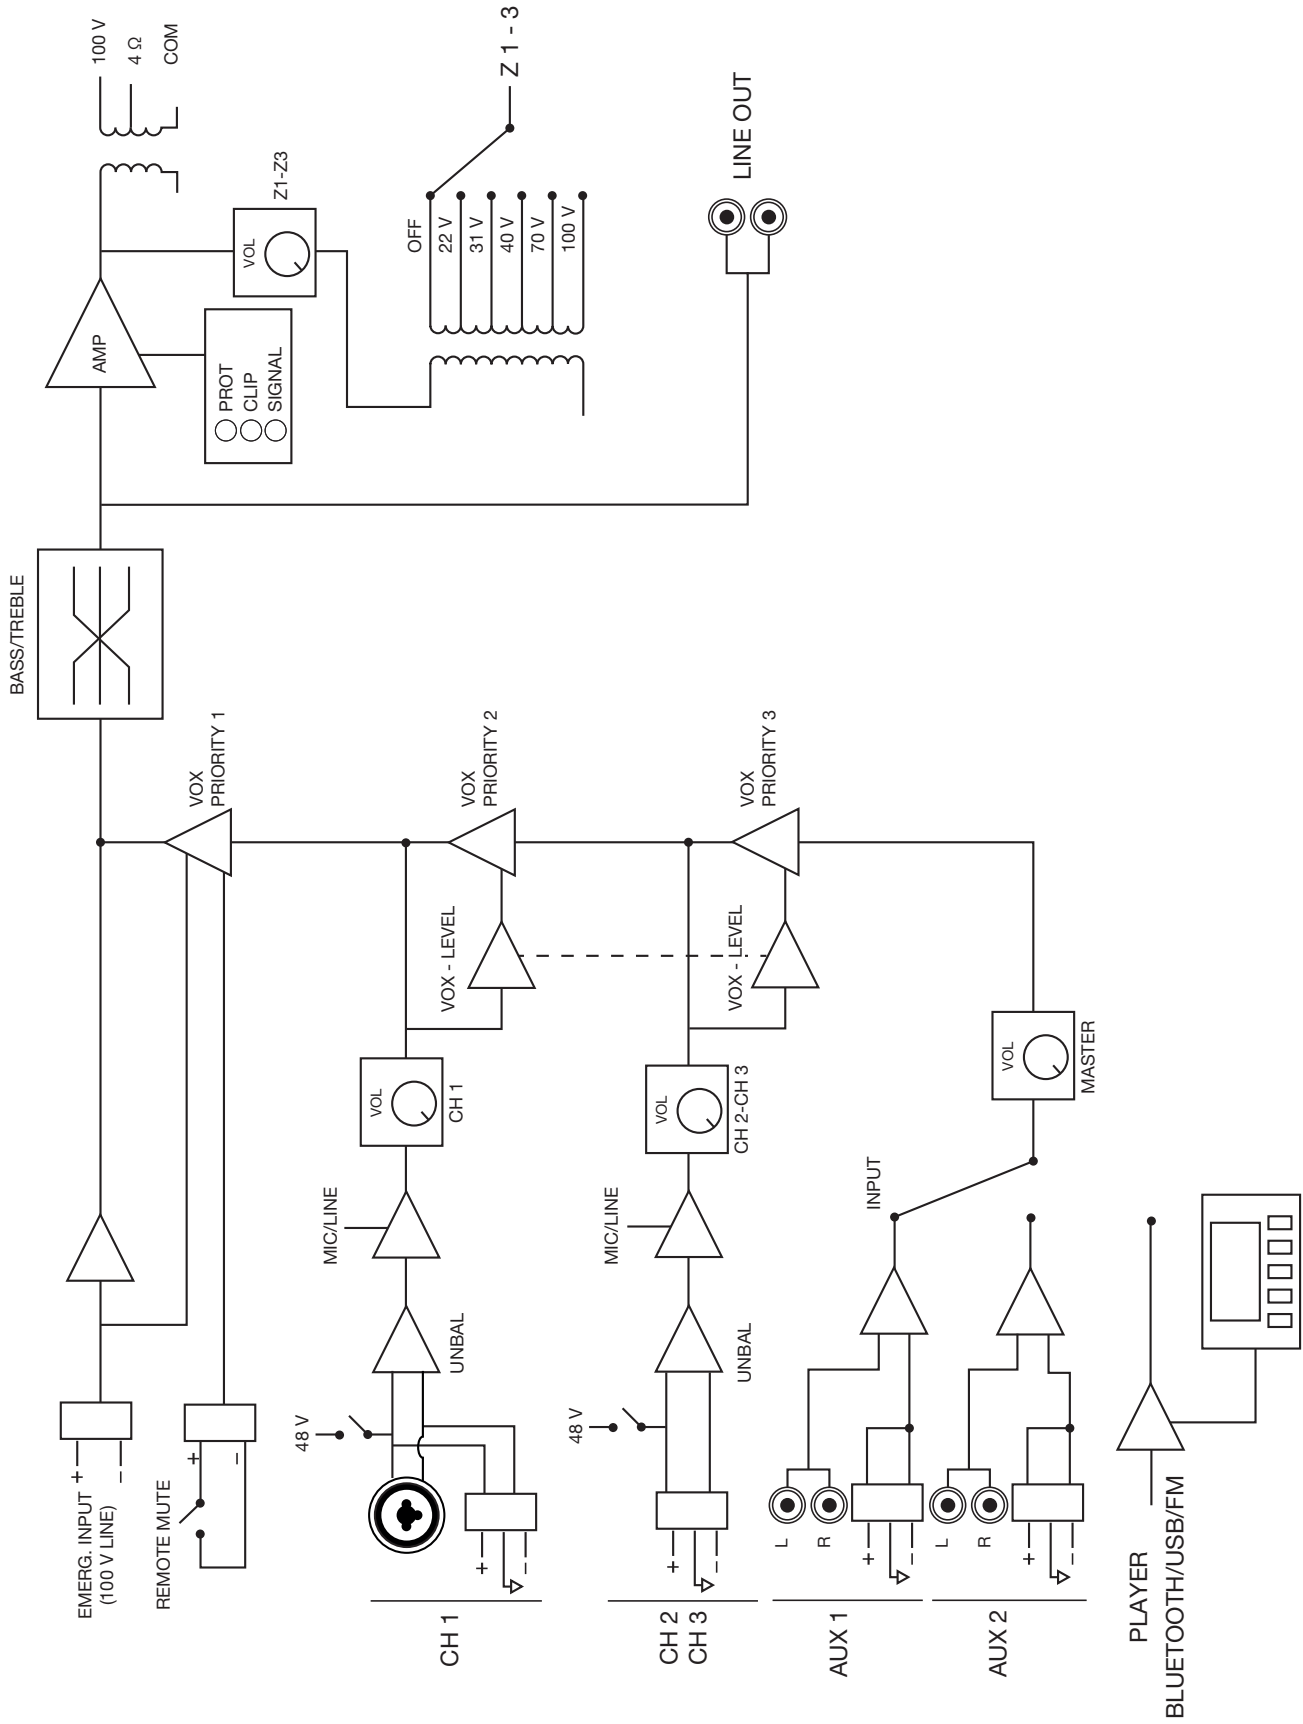 EMERG. INPUT
(100 V LINE)
+
–
REMOTE MUTE
+
–
VOX
PRIORITY 1
BASS/TREBLE
AMP
PROT
CLIP
SIGNAL
VOL
Z1-Z3
100 V
4 Ω
COM
OFF
22 V
31 V
40 V
70 V
100 V
Z 1 - 3
LINE OUT
CH 1
+
–
48 V
UNBAL
MIC/LINE
VOL
CH 1
VOX - LEVEL
VOX
PRIORITY 2
CH 2
CH 3
+
–
48 V
UNBAL
MIC/LINE
VOL
CH 2-CH 3
VOX - LEVEL
VOX
PRIORITY 3
AUX 1
L
R
+
–
AUX 2
L
R
+
–
INPUT
VOL
MASTER
PLAYER
BLUETOOTH/USB/FM